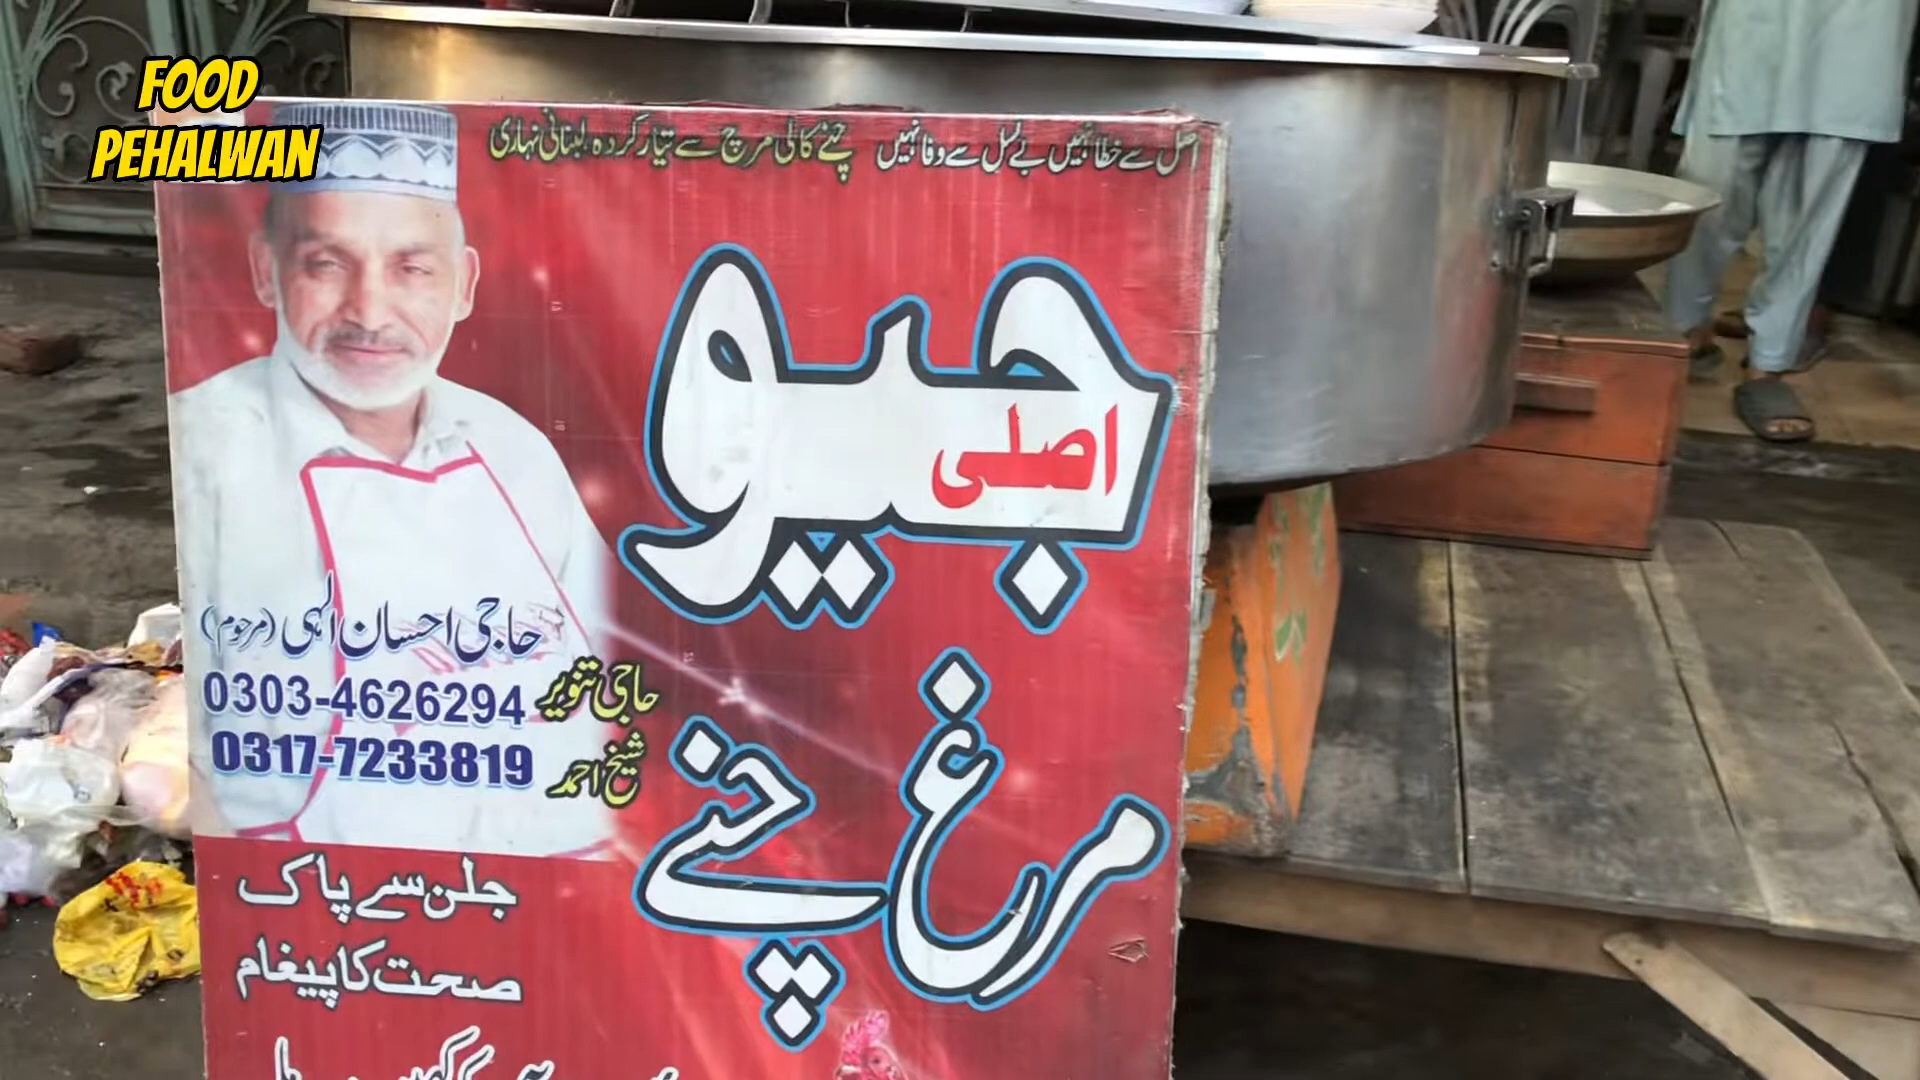 FOOD
PEHALWAN
اصل سے خطا نہیں بے نسل سے وفا نہیں چنے کالی مرچ سے تیار کردہ، لبنانی نہاری
جیو
اصلی
مرغ چنے
حاجی احسان الہی (مرحوم)
حاجی تنویر 0303-4626294
شیخ احمد 0317-7233819
جلن سے پاک
صحت کا پیغام